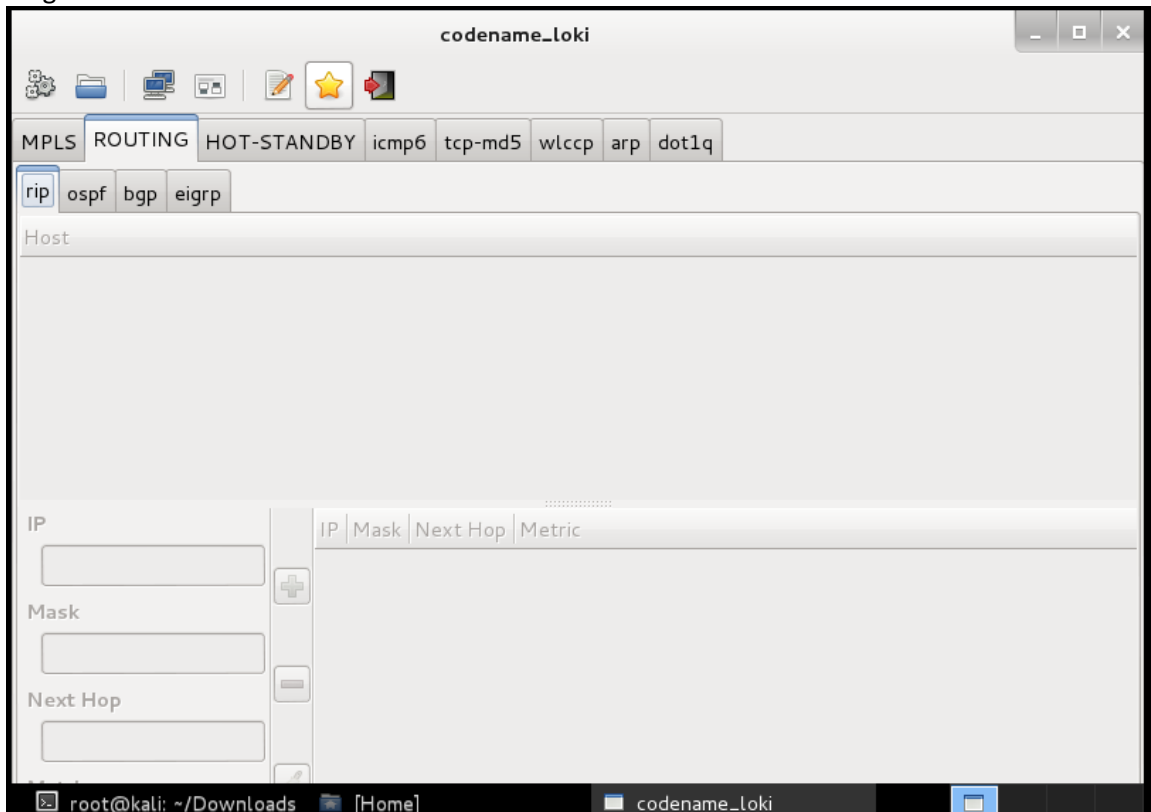 codename_loki
MPLS ROUTING HOT-STANDBY icmp6 tcp-md5 wlccp arp dot1q
rip ospf bgp eigrp
Host
IP
IP Mask Next Hop Metric
Mask
Next Hop
root@kali: ~/Downloads [Home] codename_loki